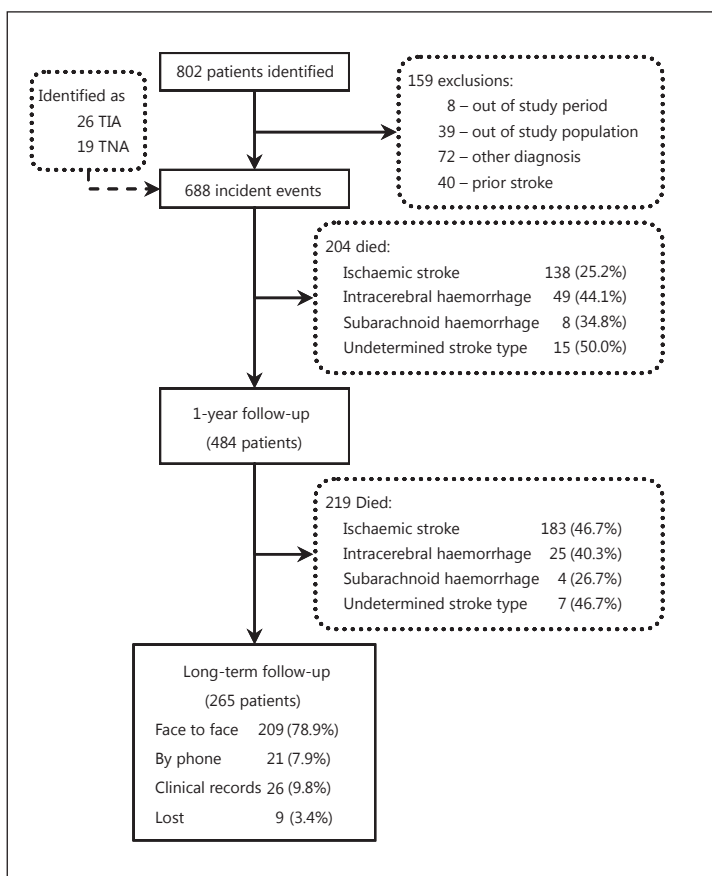 802 patients identified
Identified as
26 TIA
19 TNA
159 exclusions:
8 – out of study period
39 – out of study population
72 – other diagnosis
40 – prior stroke
688 incident events
204 died:
Ischaemic stroke 138 (25.2%)
Intracerebral haemorrhage 49 (44.1%)
Subarachnoid haemorrhage 8 (34.8%)
Undetermined stroke type 15 (50.0%)
1-year follow-up
(484 patients)
219 Died:
Ischaemic stroke 183 (46.7%)
Intracerebral haemorrhage 25 (40.3%)
Subarachnoid haemorrhage 4 (26.7%)
Undetermined stroke type 7 (46.7%)
Long-term follow-up
(265 patients)
Face to face 209 (78.9%)
By phone 21 (7.9%)
Clinical records 26 (9.8%)
Lost 9 (3.4%)